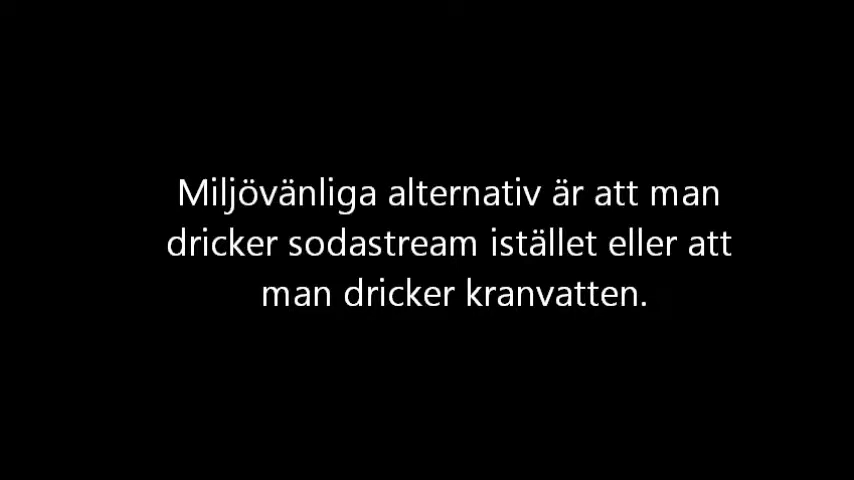 Miljövänliga alternativ är att man
dricker sodastream istället eller att
man dricker kranvatten.